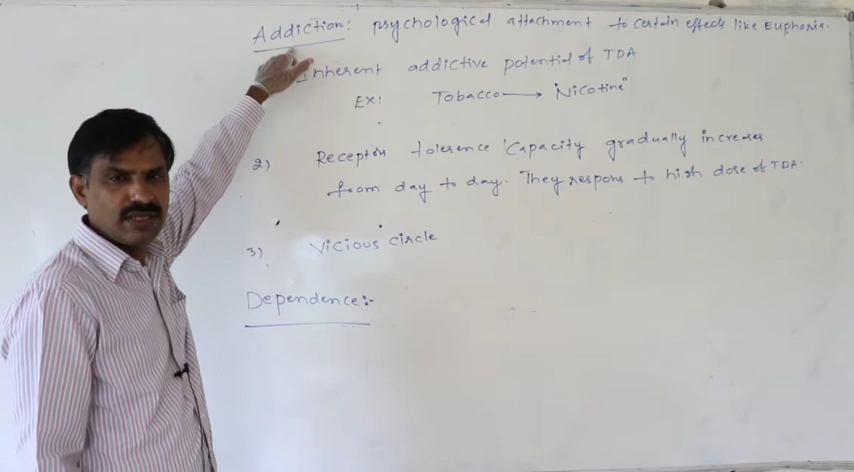 Addiction: psychological attachment to certain effects like Euphoria.
Inherent addictive potential of TDA
EX: Tobacco → "Nicotine"
2) Receptor tolerence Capacity gradually increases
from day to day. They respons to high dose of TDA.
3) Vicious circle
Dependence:-